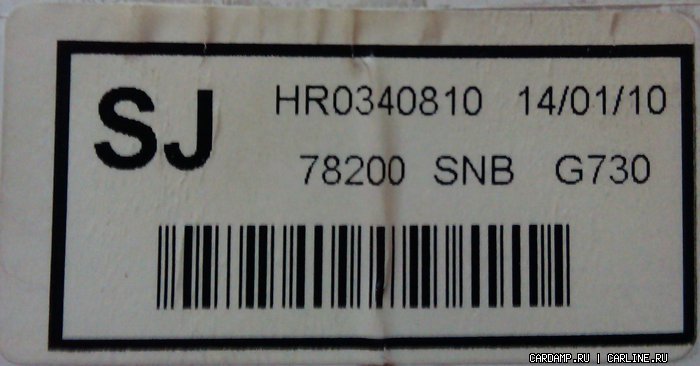 SJ HR0340810 14/01/10
78200 SNB G730
CARDAMP.RU | CARLINE.RU